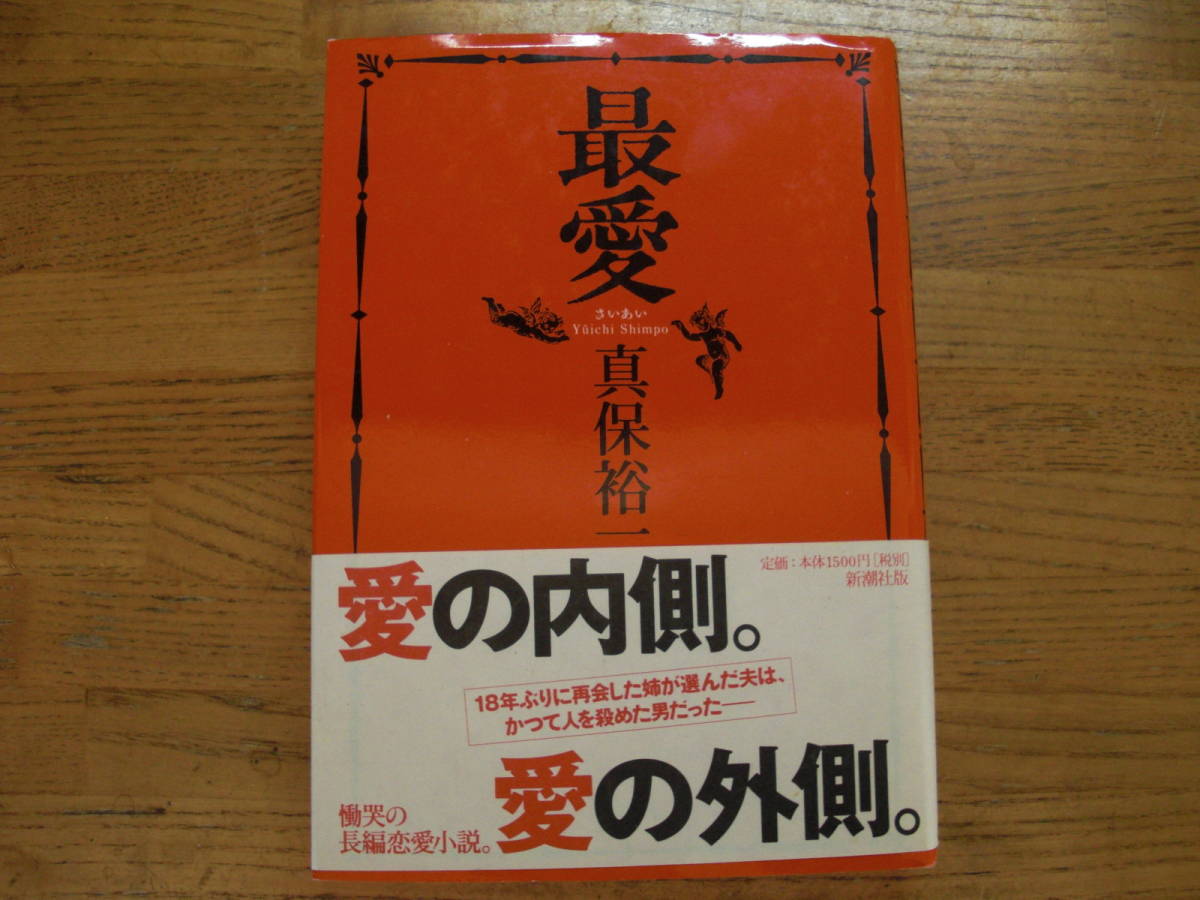 最愛
さいあい
Yūichi Shimpo
真保裕一
定価：本体1500円［税別］
新潮社版
愛の内側。
18年ぶりに再会した姉が選んだ夫は、
かつて人を殺めた男だった──
愛の外側。
慟哭の
長編恋愛小説。